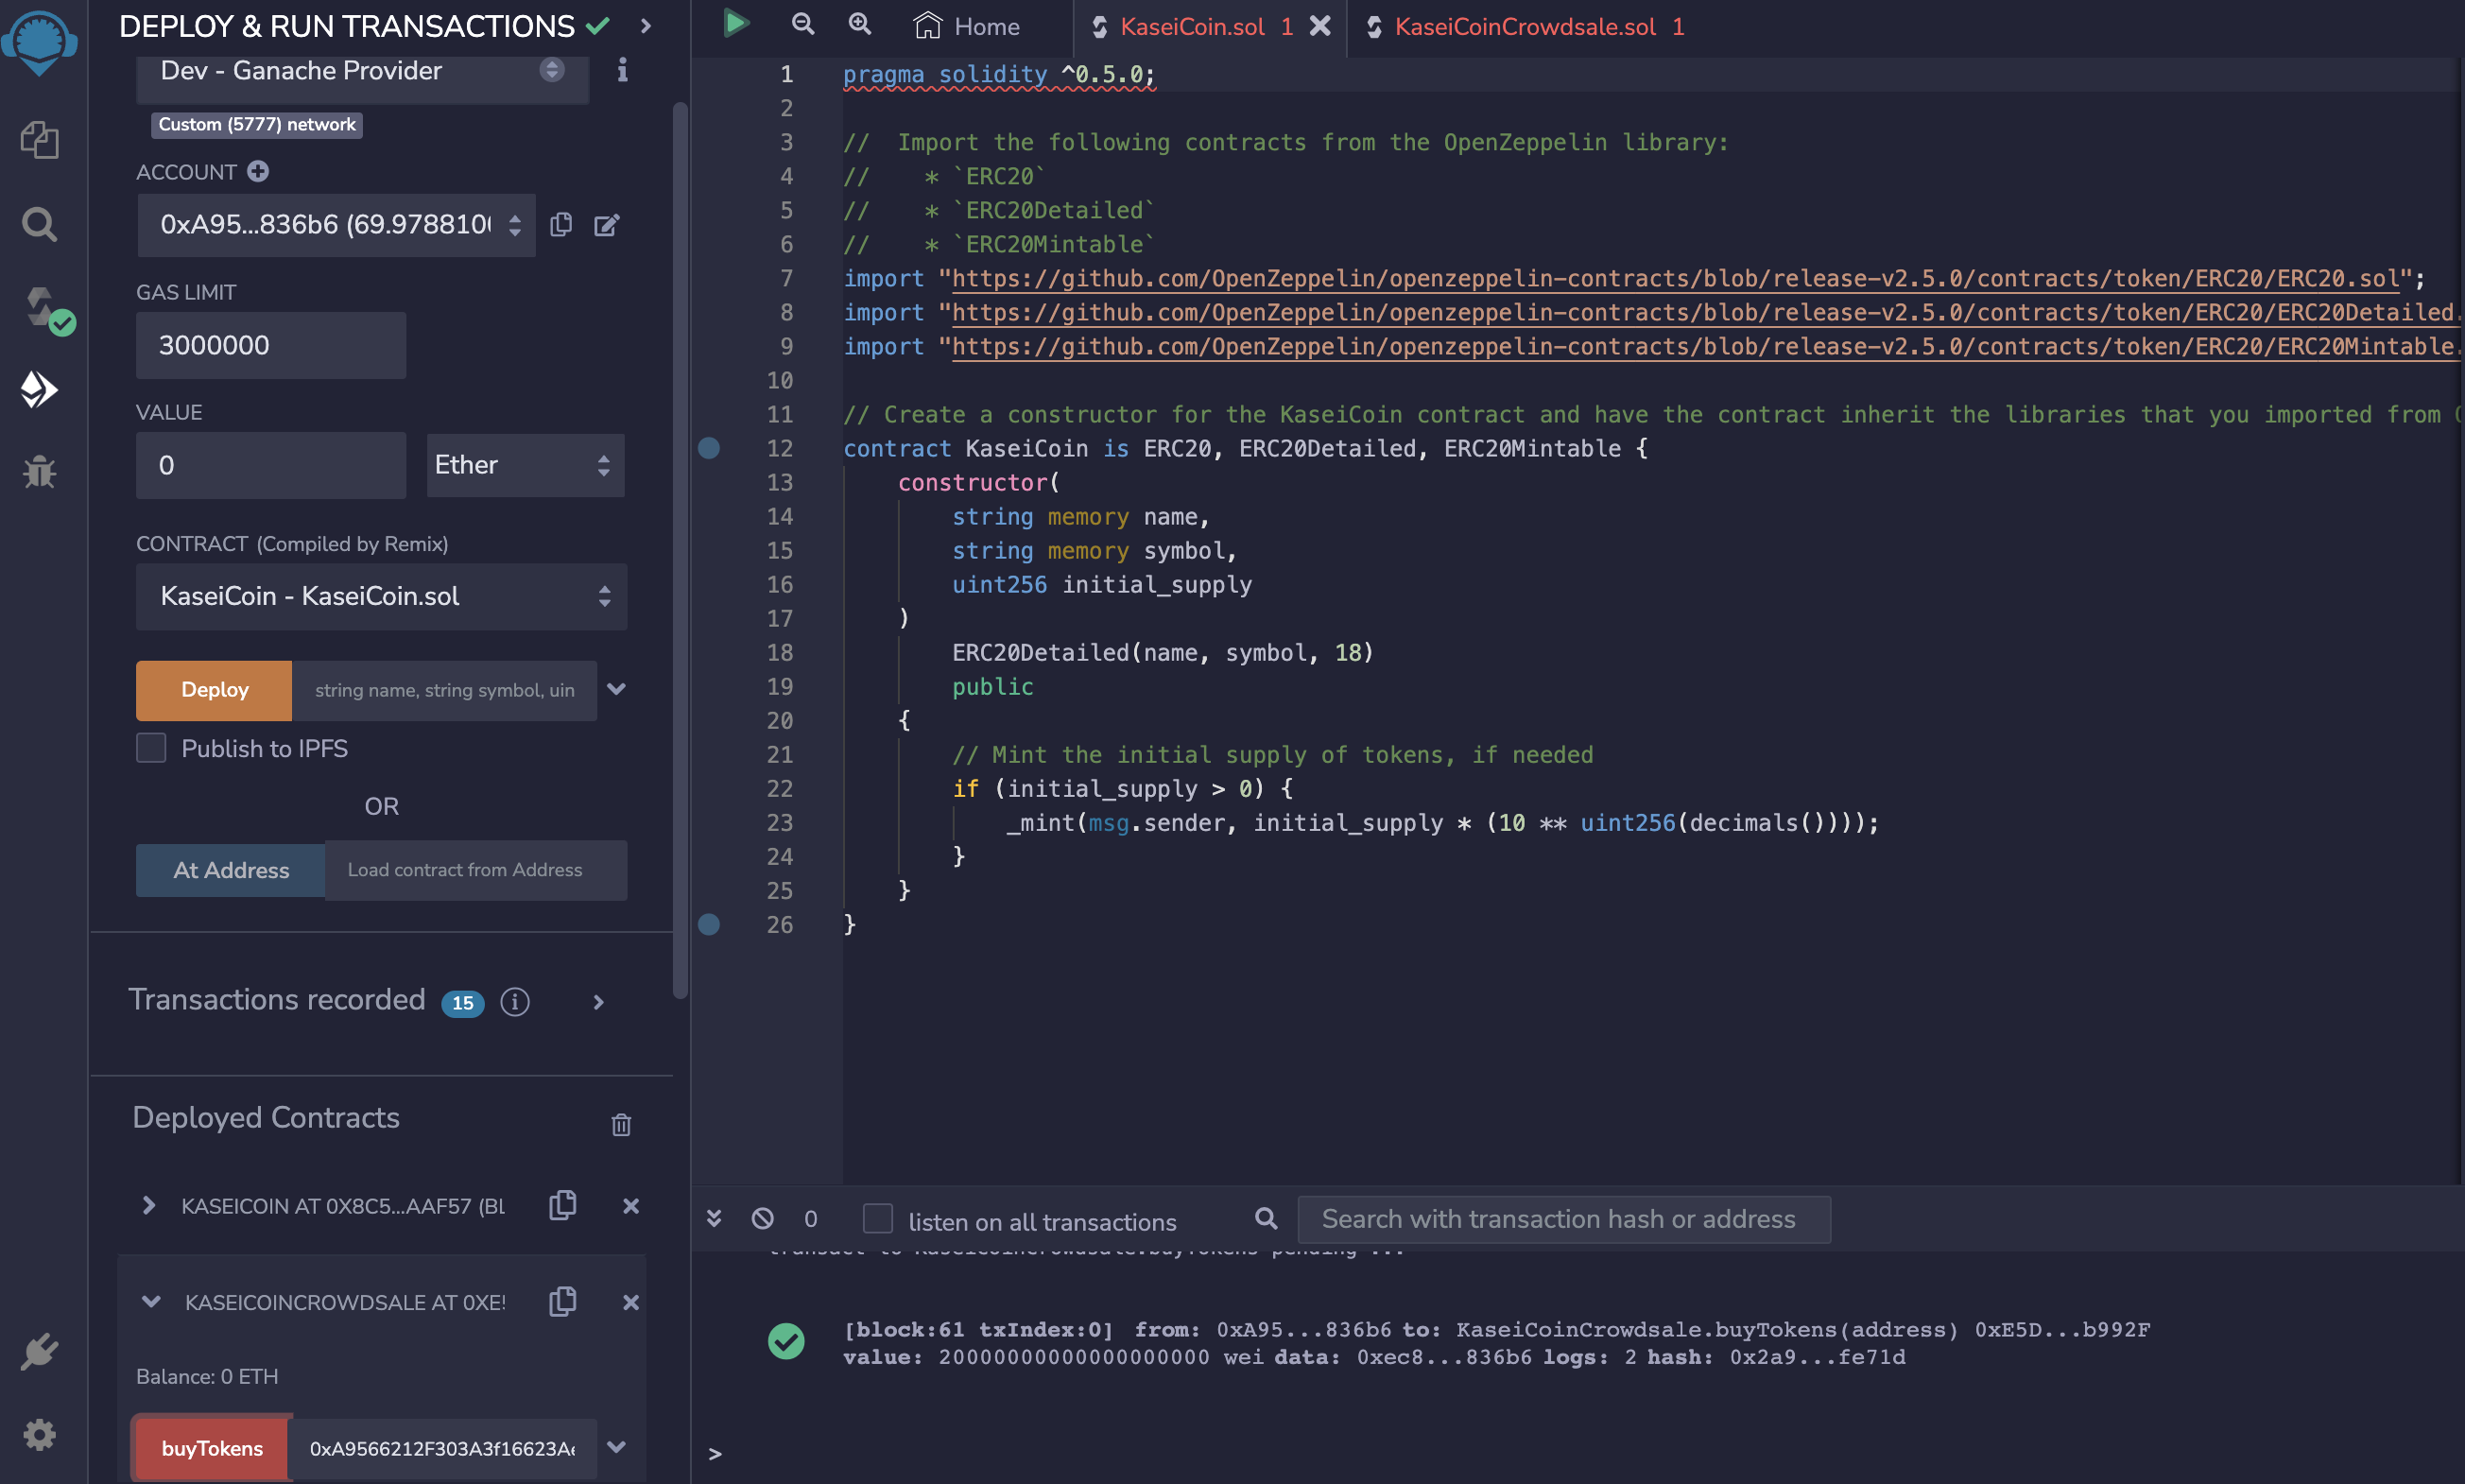 DEPLOY & RUN TRANSACTIONS
Dev - Ganache Provider
Custom (5777) network
ACCOUNT
0xA95...836b6 (69.9788100
GAS LIMIT
3000000
VALUE
0
Ether
CONTRACT (Compiled by Remix)
KaseiCoin - KaseiCoin.sol
Deploy
string name, string symbol, uin
Publish to IPFS
OR
At Address
Load contract from Address
Transactions recorded 15
Deployed Contracts
KASEICOIN AT 0X8C5...AAF57 (BL
KASEICOINCROWDSALE AT 0XE!
Balance: 0 ETH
buyTokens
0xA9566212F303A3f16623Ae
Home
KaseiCoin.sol 1
KaseiCoinCrowdsale.sol 1
1 pragma solidity ^0.5.0;
2
3 //  Import the following contracts from the OpenZeppelin library:
4 //    * `ERC20`
5 //    * `ERC20Detailed`
6 //    * `ERC20Mintable`
7 import "https://github.com/OpenZeppelin/openzeppelin-contracts/blob/release-v2.5.0/contracts/token/ERC20/ERC20.sol";
8 import "https://github.com/OpenZeppelin/openzeppelin-contracts/blob/release-v2.5.0/contracts/token/ERC20/ERC20Detailed.
9 import "https://github.com/OpenZeppelin/openzeppelin-contracts/blob/release-v2.5.0/contracts/token/ERC20/ERC20Mintable.
10
11 // Create a constructor for the KaseiCoin contract and have the contract inherit the libraries that you imported from
12 contract KaseiCoin is ERC20, ERC20Detailed, ERC20Mintable {
13     constructor(
14         string memory name,
15         string memory symbol,
16         uint256 initial_supply
17     )
18         ERC20Detailed(name, symbol, 18)
19         public
20     {
21         // Mint the initial supply of tokens, if needed
22         if (initial_supply > 0) {
23             _mint(msg.sender, initial_supply * (10 ** uint256(decimals())));
24         }
25     }
26 }
0
listen on all transactions
Search with transaction hash or address
transact to KaseiCoinCrowdsale.buyTokens pending ...
[block:61 txIndex:0] from: 0xA95...836b6 to: KaseiCoinCrowdsale.buyTokens(address) 0xE5D...b992F
value: 20000000000000000000 wei data: 0xec8...836b6 logs: 2 hash: 0x2a9...fe71d
>